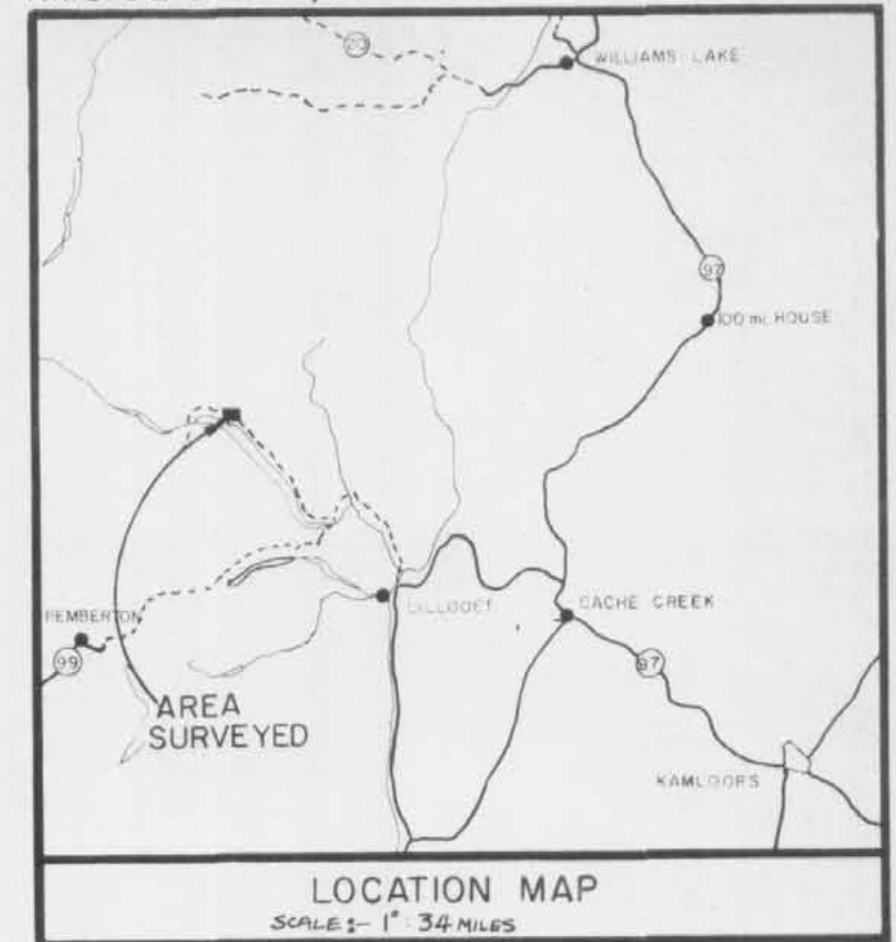 20
WILLIAMS LAKE
97
100 mi. HOUSE
LILLOOET
CACHE CREEK
PEMBERTON
99
97
AREA
SURVEYED
KAMLOOPS
LOCATION MAP
SCALE:- 1" : 34 MILES